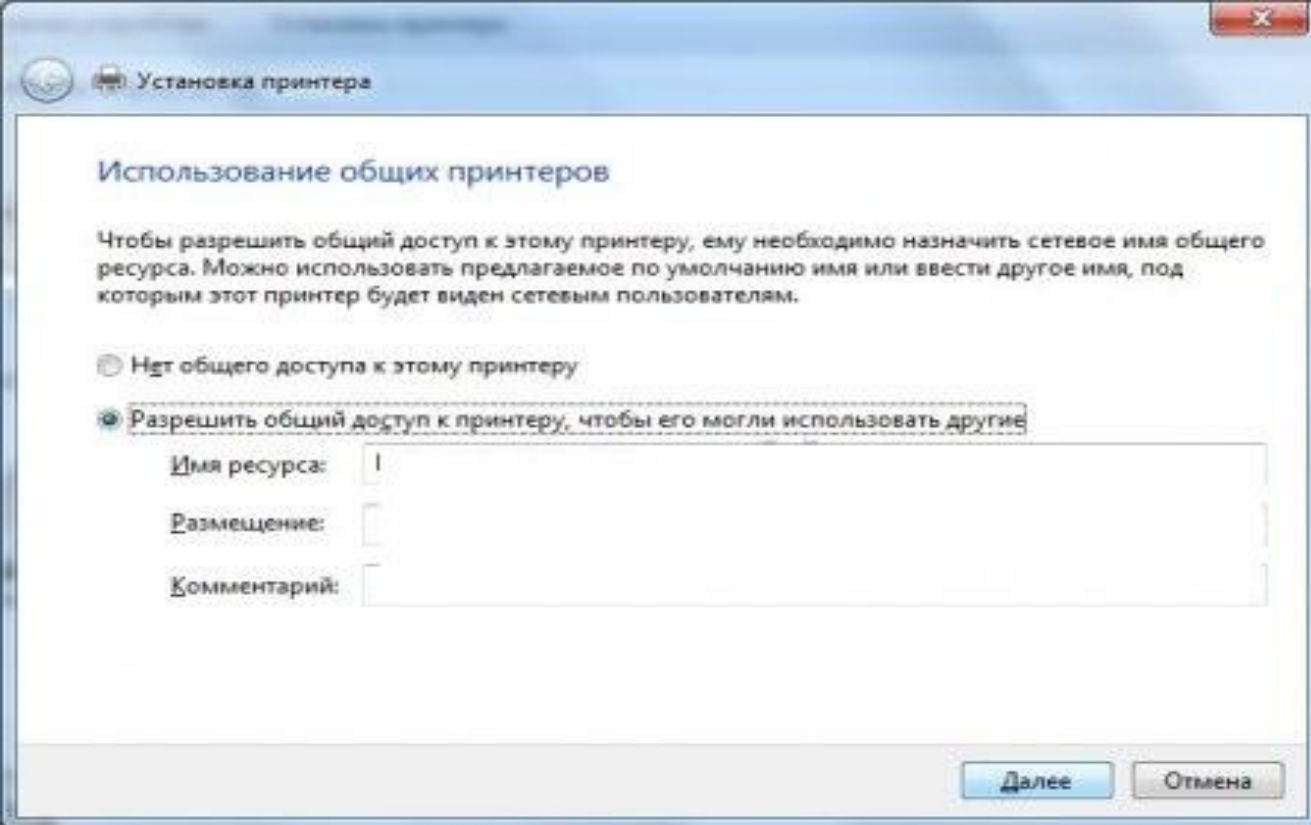 Установка принтера
Использование общих принтеров
Чтобы разрешить общий доступ к этому принтеру, ему необходимо назначить сетевое имя общего
ресурса. Можно использовать предлагаемое по умолчанию имя или ввести другое имя, под
которым этот принтер будет виден сетевым пользователям.
Нет общего доступа к этому принтеру
Разрешить общий доступ к принтеру, чтобы его могли использовать другие
Имя ресурса:
Размещение:
Комментарий:
Далее
Отмена